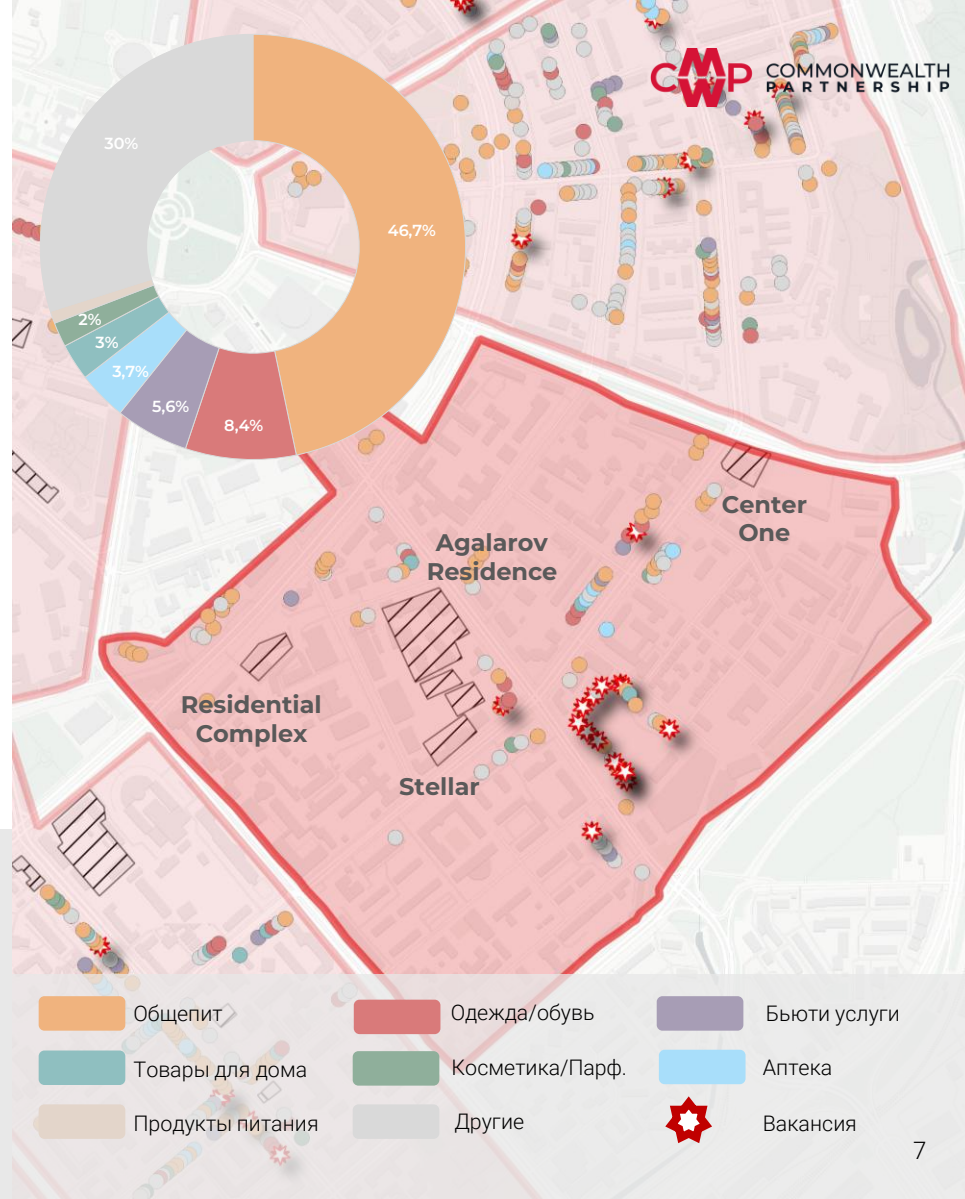 COMMONWEALTH
PARTNERSHIP
30%
46,7%
2%
3%
3,7%
5,6%
8,4%
Center
One
Agalarov
Residence
Residential
Complex
Stellar
Общепит
Одежда/обувь
Бьюти услуги
Товары для дома
Косметика/Парф.
Аптека
Продукты питания
Другие
Вакансия
7